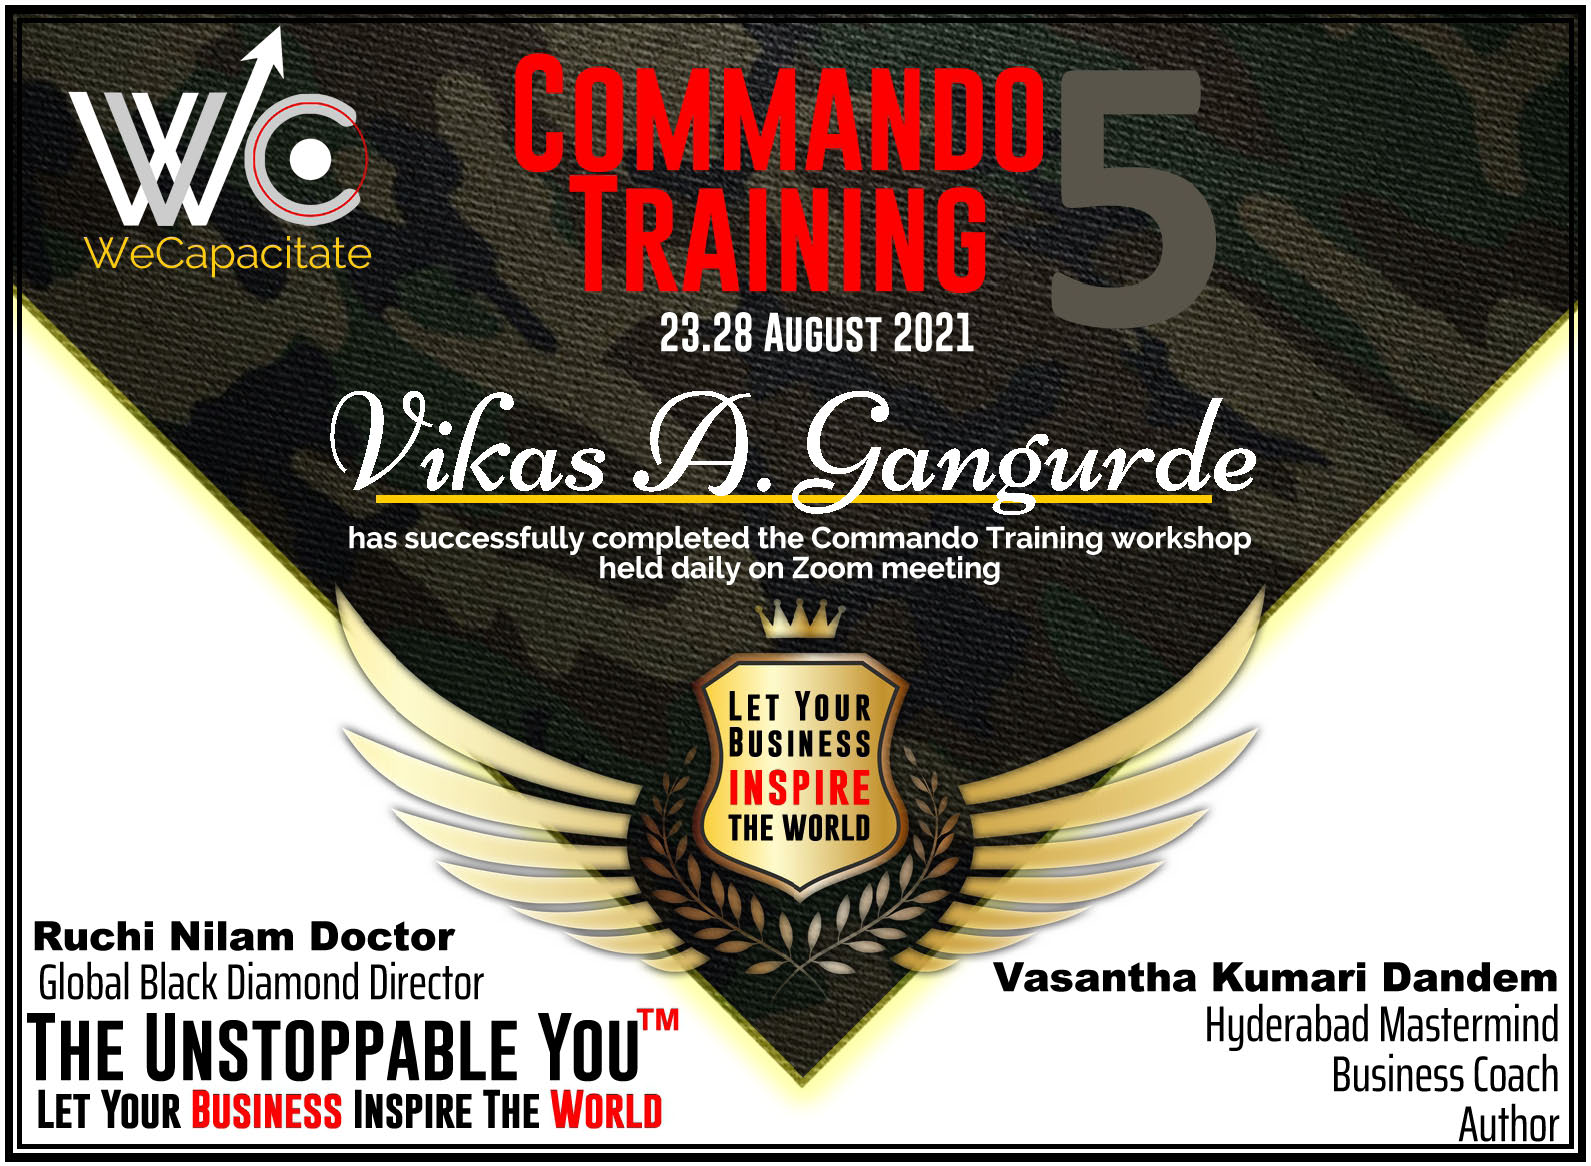 WC
WeCapacitate
COMMANDO
TRAINING
5
23.28 AUGUST 2021
Vikas A. Gangurde
has successfully completed the Commando Training workshop
held daily on Zoom meeting
LET YOUR
BUSINESS
INSPIRE
THE WORLD
Ruchi Nilam Doctor
Global Black Diamond Director
THE UNSTOPPABLE YOU™
LET YOUR BUSINESS INSPIRE THE WORLD
Vasantha Kumari Dandem
Hyderabad Mastermind
Business Coach
Author